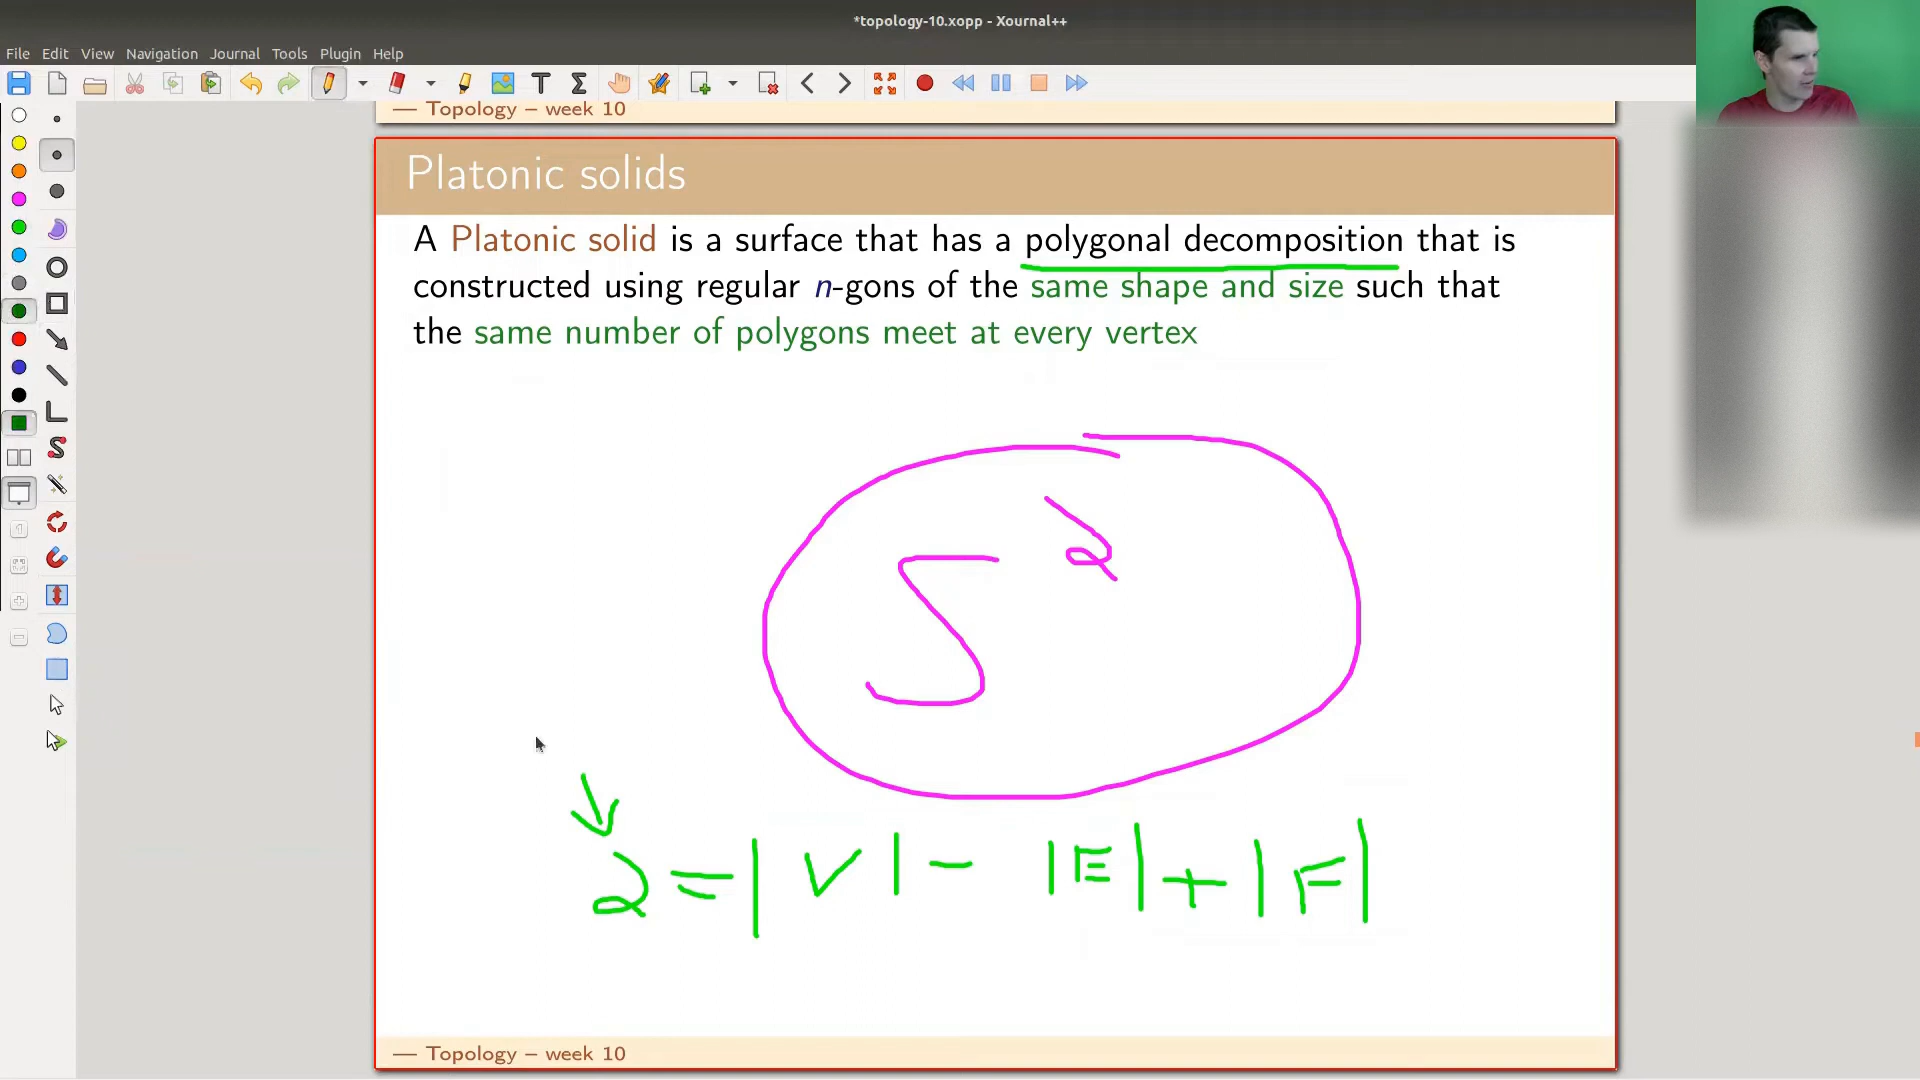 *topology-10.xopp - Xournal++
File Edit View Navigation Journal Tools Plugin Help
— Topology – week 10
Platonic solids
A Platonic solid is a surface that has a polygonal decomposition that is
constructed using regular n-gons of the same shape and size such that
the same number of polygons meet at every vertex
S²
2 = |V| - |E| + |F|
— Topology – week 10